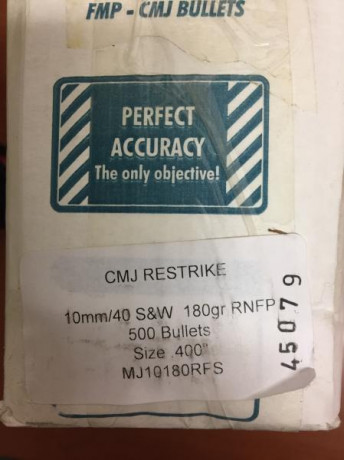 FMP - CMJ BULLETS
PERFECT
ACCURACY
The only objective!
CMJ RESTRIKE
10mm/40 S&W 180gr RNFP
500 Bullets
Size .400"
MJ10180RFS
45079